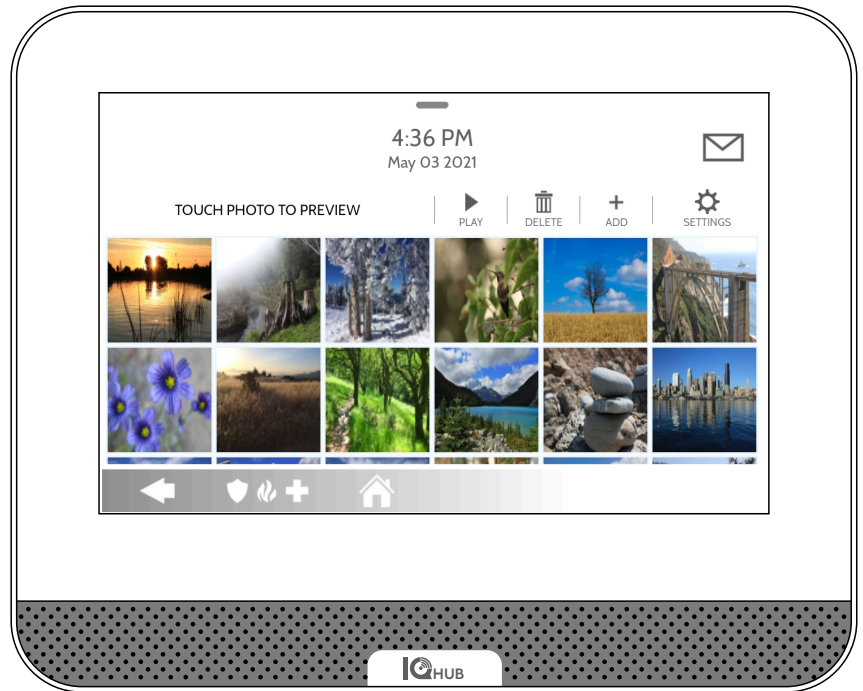 4:36 PM
May 03 2021
TOUCH PHOTO TO PREVIEW
PLAY
DELETE
ADD
SETTINGS
IQ HUB